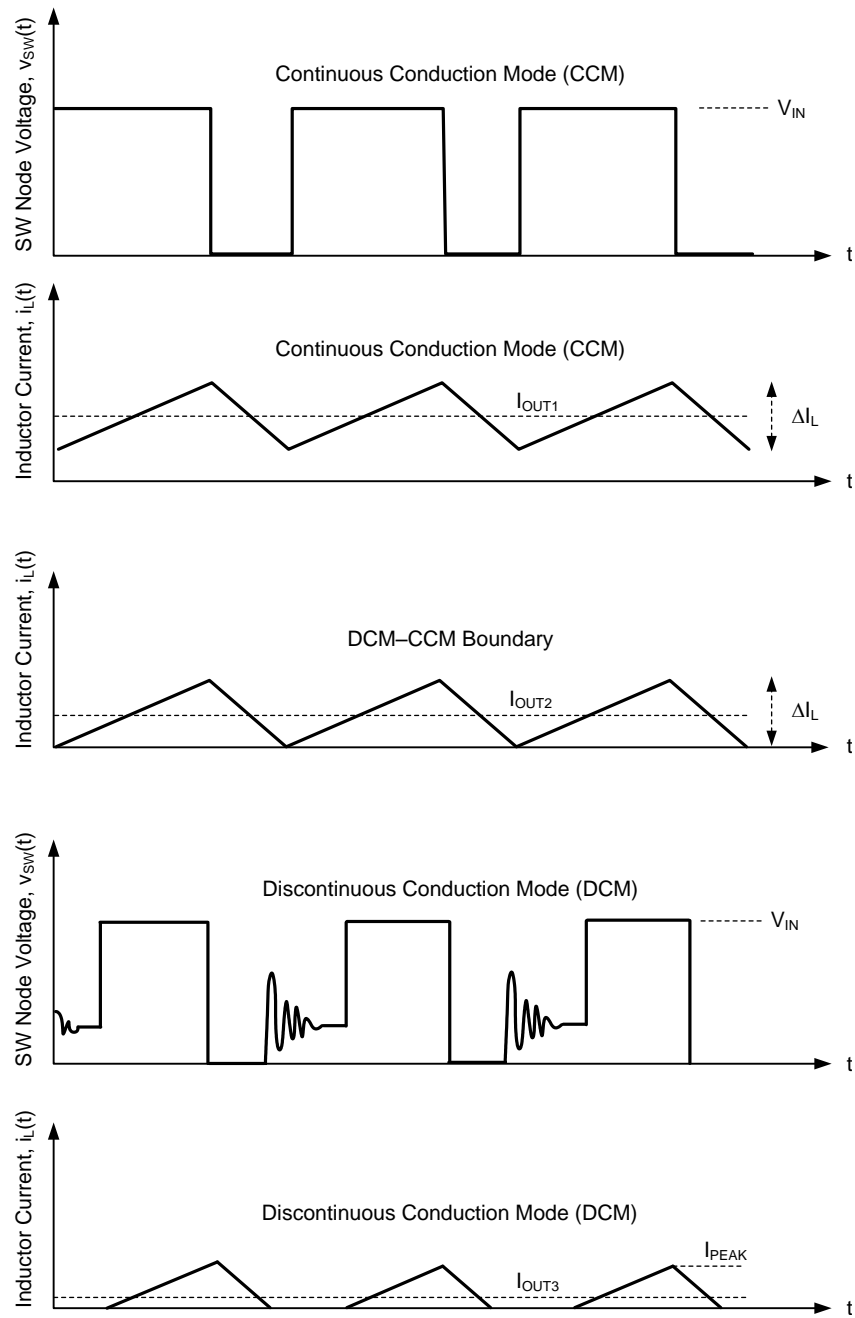 SW Node Voltage, vSW(t)
Continuous Conduction Mode (CCM)
VIN
t
Inductor Current, iL(t)
Continuous Conduction Mode (CCM)
IOUT1
ΔIL
t
Inductor Current, iL(t)
DCM–CCM Boundary
IOUT2
ΔIL
t
SW Node Voltage, vSW(t)
Discontinuous Conduction Mode (DCM)
VIN
t
Inductor Current, iL(t)
Discontinuous Conduction Mode (DCM)
IPEAK
IOUT3
t